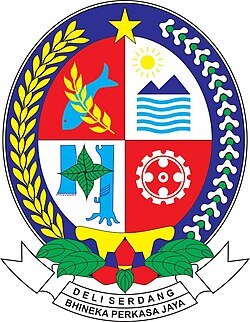 DELI SERDANG
BHINEKA PERKASA JAYA